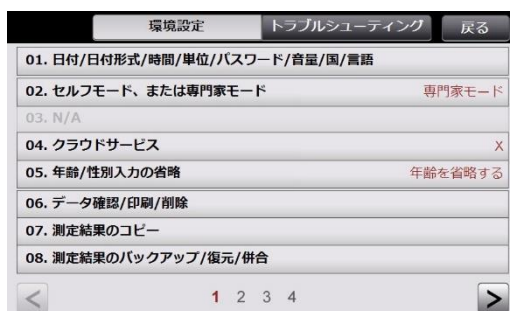 環境設定 トラブルシューティング 戻る
01. 日付/日付形式/時間/単位/パスワード/音量/国/言語
02. セルフモード、または専門家モード 専門家モード
03. N/A
04. クラウドサービス X
05. 年齢/性別入力の省略 年齢を省略する
06. データ確認/印刷/削除
07. 測定結果のコピー
08. 測定結果のバックアップ/復元/併合
< 1 2 3 4 >